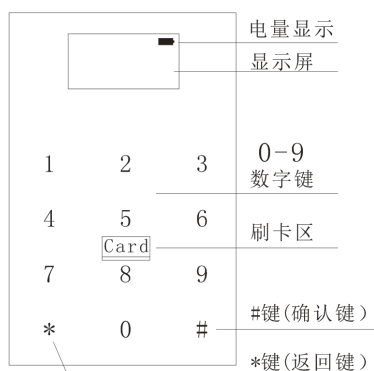 电量显示
显示屏
1 2 3
0-9
数字键
4 5 6
Card
刷卡区
7 8 9
* 0 #
#键(确认键)
*键(返回键)